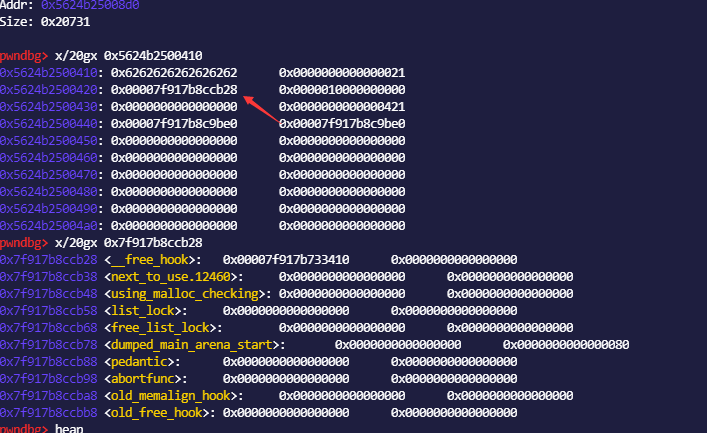 Addr: 0x5624b25008d0
Size: 0x20731
pwndbg> x/20gx 0x5624b2500410
0x5624b2500410: 0x6262626262626262 0x0000000000000021
0x5624b2500420: 0x00007f917b8ccb28 0x0000010000000000
0x5624b2500430: 0x0000000000000000 0x0000000000000421
0x5624b2500440: 0x00007f917b8c9be0 0x00007f917b8c9be0
0x5624b2500450: 0x0000000000000000 0x0000000000000000
0x5624b2500460: 0x0000000000000000 0x0000000000000000
0x5624b2500470: 0x0000000000000000 0x0000000000000000
0x5624b2500480: 0x0000000000000000 0x0000000000000000
0x5624b2500490: 0x0000000000000000 0x0000000000000000
0x5624b25004a0: 0x0000000000000000 0x0000000000000000
pwndbg> x/20gx 0x7f917b8ccb28
0x7f917b8ccb28 <__free_hook>: 0x00007f917b733410 0x0000000000000000
0x7f917b8ccb38 <next_to_use.12460>: 0x0000000000000000 0x0000000000000000
0x7f917b8ccb48 <using_malloc_checking>: 0x0000000000000000 0x0000000000000000
0x7f917b8ccb58 <list_lock>: 0x0000000000000000 0x0000000000000000
0x7f917b8ccb68 <free_list_lock>: 0x0000000000000000 0x0000000000000000
0x7f917b8ccb78 <dumped_main_arena_start>: 0x0000000000000000 0x0000000000000080
0x7f917b8ccb88 <pedantic>: 0x0000000000000000 0x0000000000000000
0x7f917b8ccb98 <abortfunc>: 0x0000000000000000 0x0000000000000000
0x7f917b8ccba8 <old_memalign_hook>: 0x0000000000000000 0x0000000000000000
0x7f917b8ccbb8 <old_free_hook>: 0x0000000000000000 0x0000000000000000
pwndbg> heap